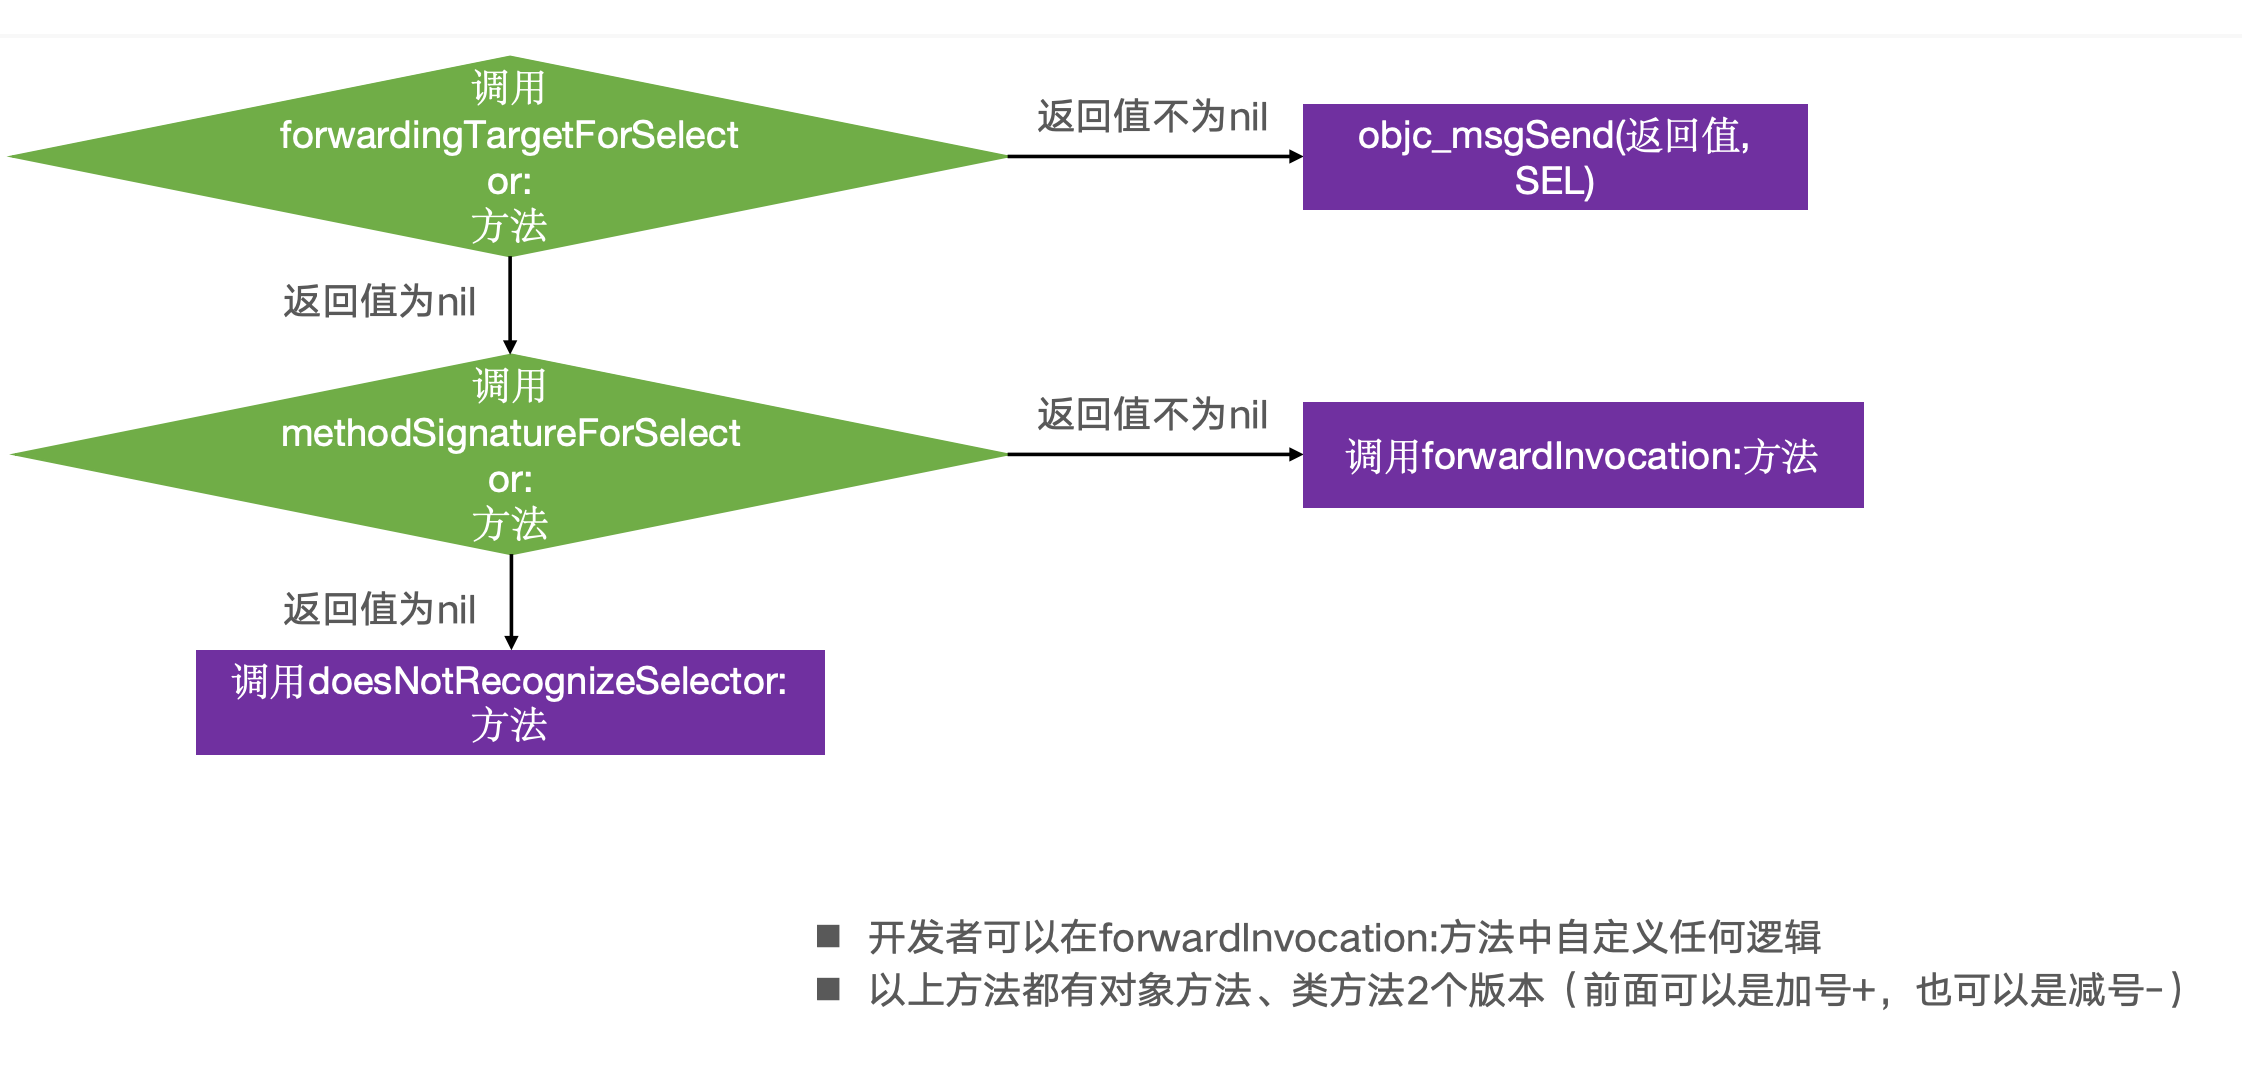 调用
forwardingTargetForSelect
or:
方法
返回值不为nil
objc_msgSend(返回值,
SEL)
返回值为nil
调用
methodSignatureForSelect
or:
方法
返回值不为nil
调用forwardInvocation:方法
返回值为nil
调用doesNotRecognizeSelector:
方法
■ 开发者可以在forwardInvocation:方法中自定义任何逻辑
■ 以上方法都有对象方法、类方法2个版本（前面可以是加号+，也可以是减号-）